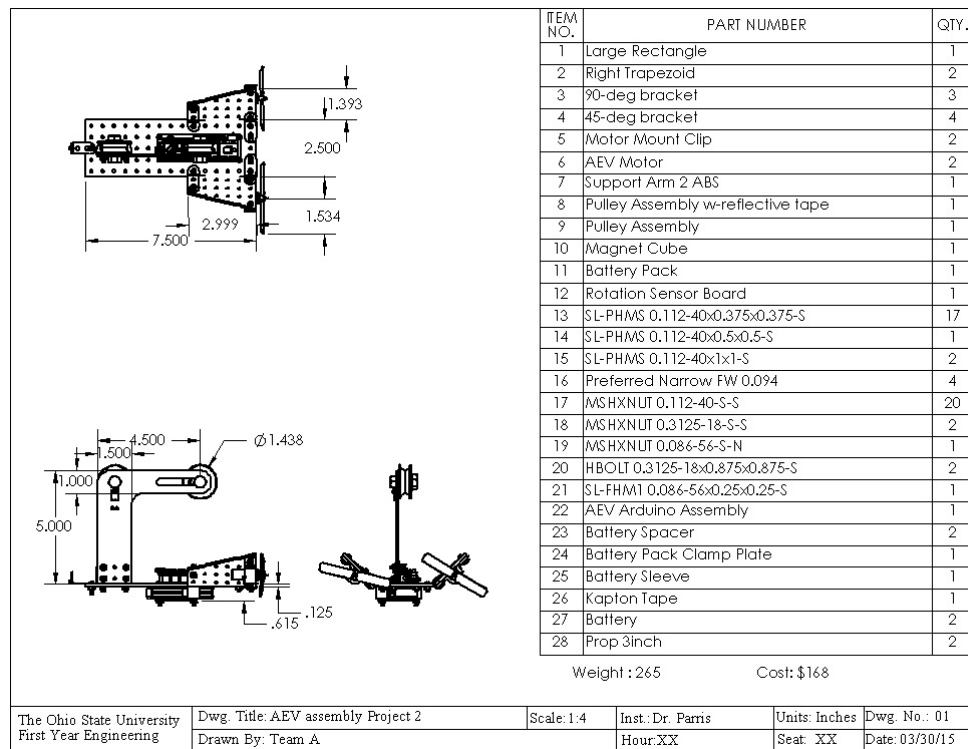 1.393
2.500
1.534
2.999
7.500
4.500
Ø1.438
1.500
1.000
5.000
.125
.615
ITEM NO. PART NUMBER QTY.
1 Large Rectangle 1
2 Right Trapezoid 2
3 90-deg bracket 3
4 45-deg bracket 4
5 Motor Mount Clip 2
6 AEV Motor 2
7 Support Arm 2 ABS 1
8 Pulley Assembly w-reflective tape 1
9 Pulley Assembly 1
10 Magnet Cube 1
11 Battery Pack 1
12 Rotation Sensor Board 1
13 SL-PHMS 0.112-40x0.375x0.375-S 17
14 SL-PHMS 0.112-40x0.5x0.5-S 1
15 SL-PHMS 0.112-40x1x1-S 2
16 Preferred Narrow FW 0.094 4
17 MSHXNUT 0.112-40-S-S 20
18 MSHXNUT 0.3125-18-S-S 2
19 MSHXNUT 0.086-56-S-N 1
20 HBOLT 0.3125-18x0.875x0.875-S 2
21 SL-FHM1 0.086-56x0.25x0.25-S 1
22 AEV Arduino Assembly 1
23 Battery Spacer 2
24 Battery Pack Clamp Plate 1
25 Battery Sleeve 1
26 Kapton Tape 1
27 Battery 2
28 Prop 3inch 2
Weight : 265 Cost: $168
The Ohio State University
First Year Engineering
Dwg. Title: AEV assembly Project 2
Drawn By: Team A
Scale: 1:4
Inst.: Dr. Parris
Hour:XX
Units: Inches
Seat: XX
Dwg. No.: 01
Date: 03/30/15